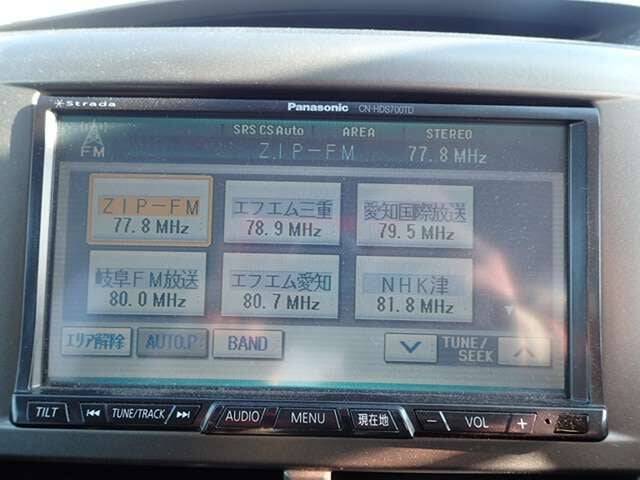 Strada Panasonic CN-HDS700TD
SRS CS Auto AREA STEREO
FM ZIP-FM 77.8 MHz
ZIP-FM エフエム三重 愛知国際放送
77.8 MHz 78.9 MHz 79.5 MHz
岐阜FM放送 エフエム愛知 NHK津
80.0 MHz 80.7 MHz 81.8 MHz
エリア解除 AUTO.P BAND TUNE/
SEEK
TILT TUNE/TRACK AUDIO MENU 現在地 − VOL +